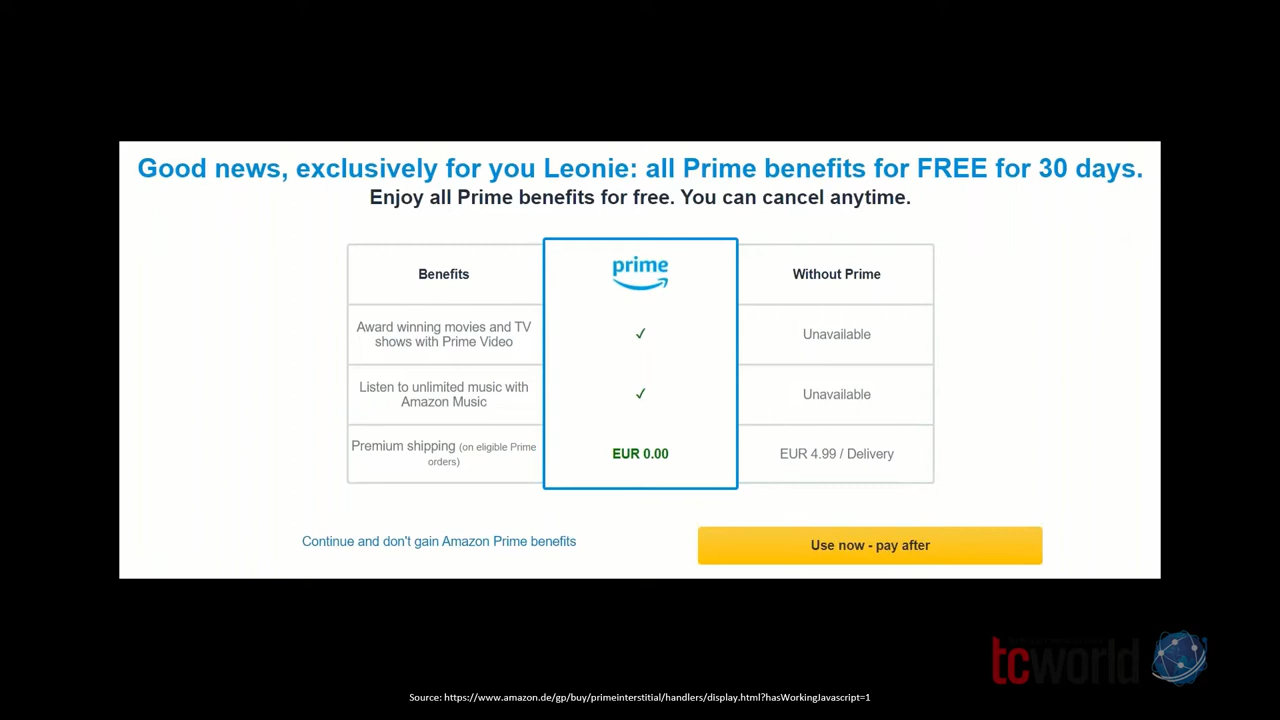 Good news, exclusively for you Leonie: all Prime benefits for FREE for 30 days.
Enjoy all Prime benefits for free. You can cancel anytime.
Benefits
prime
Without Prime
Award winning movies and TV
shows with Prime Video
✓
Unavailable
Listen to unlimited music with
Amazon Music
✓
Unavailable
Premium shipping (on eligible Prime
orders)
EUR 0.00
EUR 4.99 / Delivery
Continue and don't gain Amazon Prime benefits
Use now - pay after
tcworld
Source: https://www.amazon.de/gp/buy/primeinterstitial/handlers/display.html?hasWorkingJavascript=1